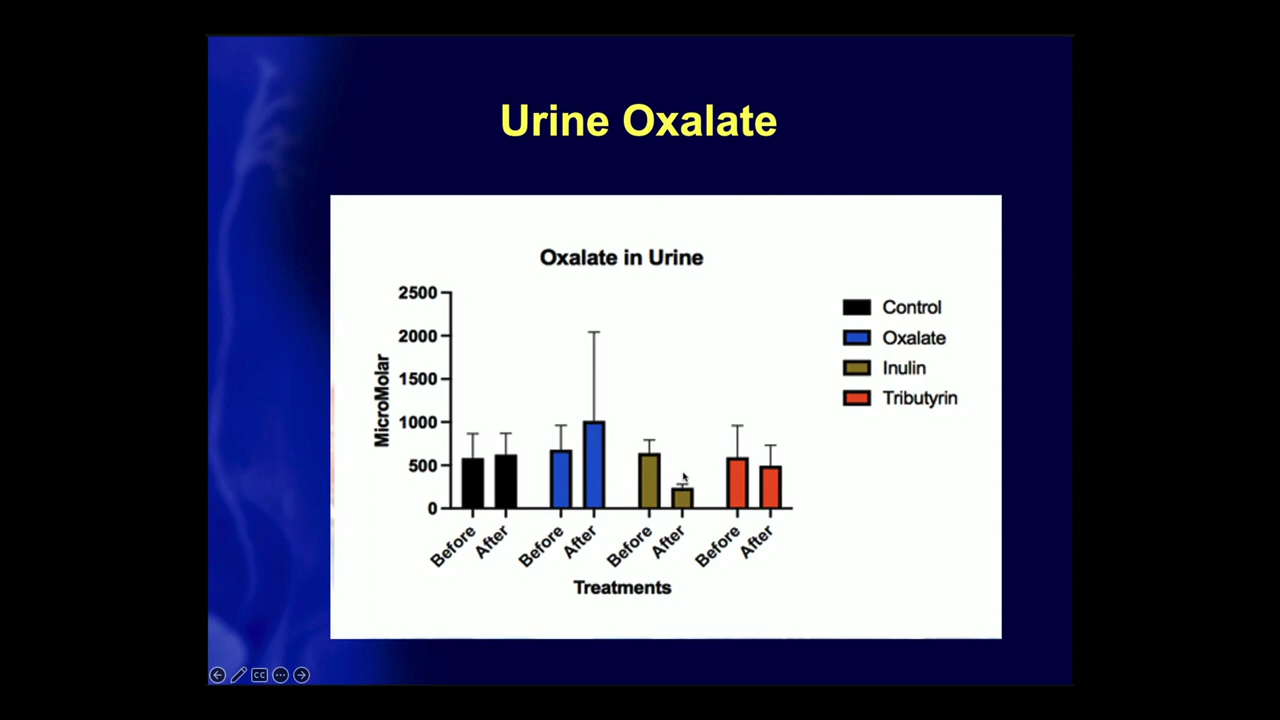 Urine Oxalate
Oxalate in Urine
2500
2000
1500
1000
500
0
MicroMolar
Before
After
Before
After
Before
After
Before
After
Treatments
Control
Oxalate
Inulin
Tributyrin
CC